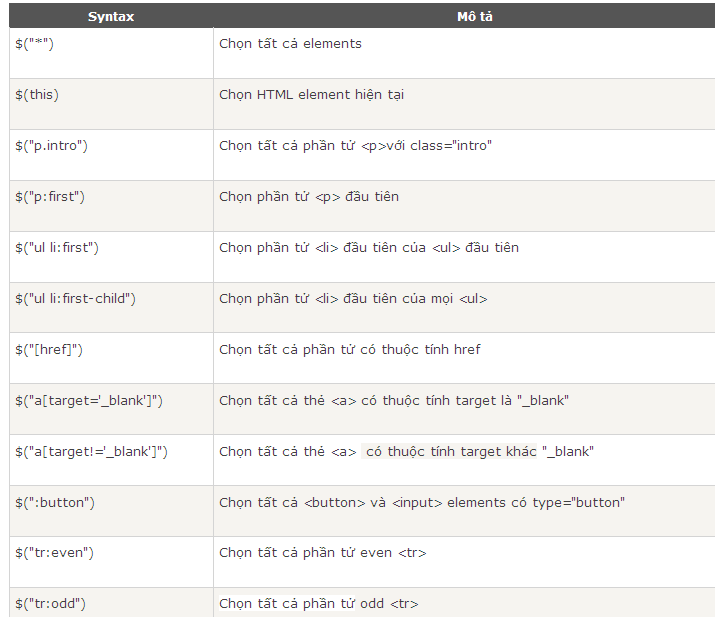 Syntax Mô tả
$("*") Chọn tất cả elements
$(this) Chọn HTML element hiện tại
$("p.intro") Chọn tất cả phần tử <p>với class="intro"
$("p:first") Chọn phần tử <p> đầu tiên
$("ul li:first") Chọn phần tử <li> đầu tiên của <ul> đầu tiên
$("ul li:first-child") Chọn phần tử <li> đầu tiên của mọi <ul>
$("[href]") Chọn tất cả phần tử có thuộc tính href
$("a[target='_blank']") Chọn tất cả thẻ <a> có thuộc tính target là "_blank"
$("a[target!='_blank']") Chọn tất cả thẻ <a> có thuộc tính target khác "_blank"
$(":button") Chọn tất cả <button> và <input> elements có type="button"
$("tr:even") Chọn tất cả phần tử even <tr>
$("tr:odd") Chọn tất cả phần tử odd <tr>